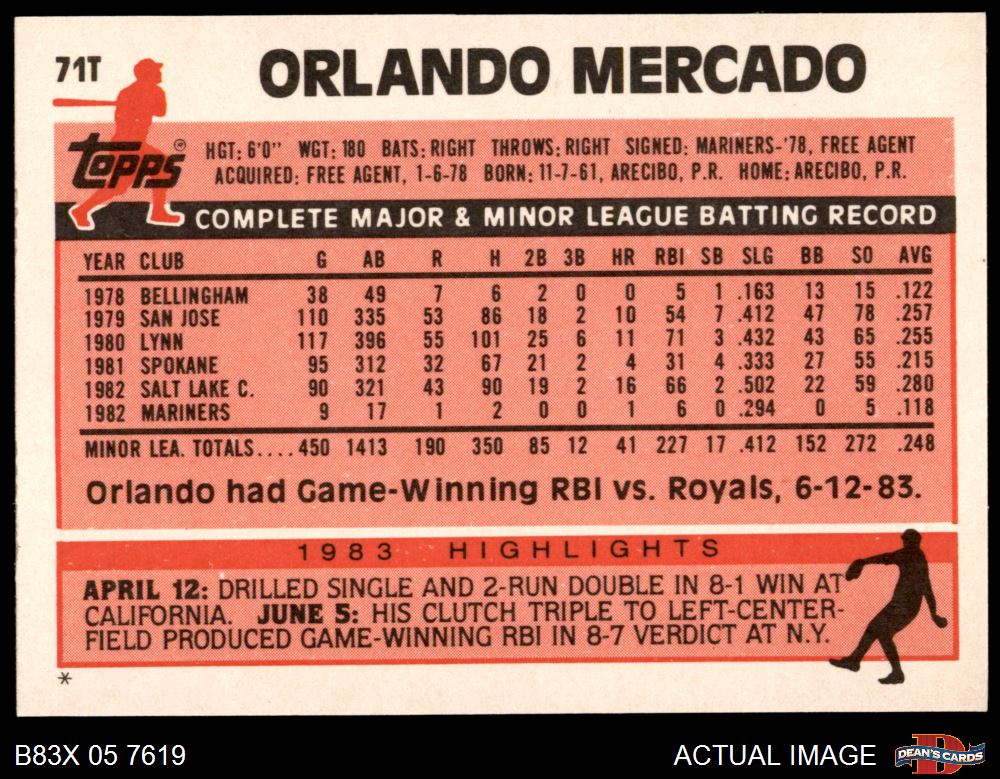 71T
ORLANDO MERCADO
Topps ®
HGT: 6'0" WGT: 180 BATS: RIGHT THROWS: RIGHT SIGNED: MARINERS-'78, FREE AGENT
ACQUIRED: FREE AGENT, 1-6-78 BORN: 11-7-61, ARECIBO, P.R. HOME: ARECIBO, P.R.
COMPLETE MAJOR & MINOR LEAGUE BATTING RECORD
YEAR CLUB G AB R H 2B 3B HR RBI SB SLG BB SO AVG
1978 BELLINGHAM 38 49 7 6 2 0 0 5 1 .163 13 15 .122
1979 SAN JOSE 110 335 53 86 18 2 10 54 7 .412 47 78 .257
1980 LYNN 117 396 55 101 25 6 11 71 3 .432 43 65 .255
1981 SPOKANE 95 312 32 67 21 2 4 31 4 .333 27 55 .215
1982 SALT LAKE C. 90 321 43 90 19 2 16 66 2 .502 22 59 .280
1982 MARINERS 9 17 1 2 0 0 1 6 0 .294 0 5 .118
MINOR LEA. TOTALS.... 450 1413 190 350 85 12 41 227 17 .412 152 272 .248
Orlando had Game-Winning RBI vs. Royals, 6-12-83.
1983 HIGHLIGHTS
APRIL 12: DRILLED SINGLE AND 2-RUN DOUBLE IN 8-1 WIN AT
CALIFORNIA. JUNE 5: HIS CLUTCH TRIPLE TO LEFT-CENTER-
FIELD PRODUCED GAME-WINNING RBI IN 8-7 VERDICT AT N.Y.
*
B83X 05 7619
ACTUAL IMAGE
DEAN'S CARDS